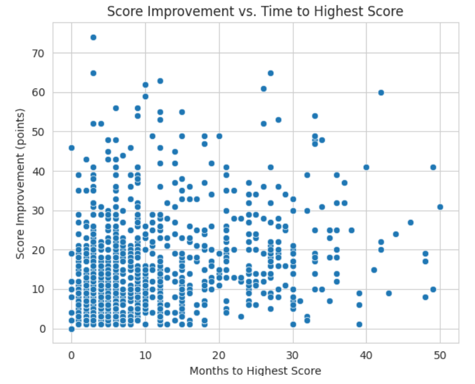 Score Improvement vs. Time to Highest Score
70
60
50
40
30
20
10
0
Score Improvement (points)
0 10 20 30 40 50
Months to Highest Score